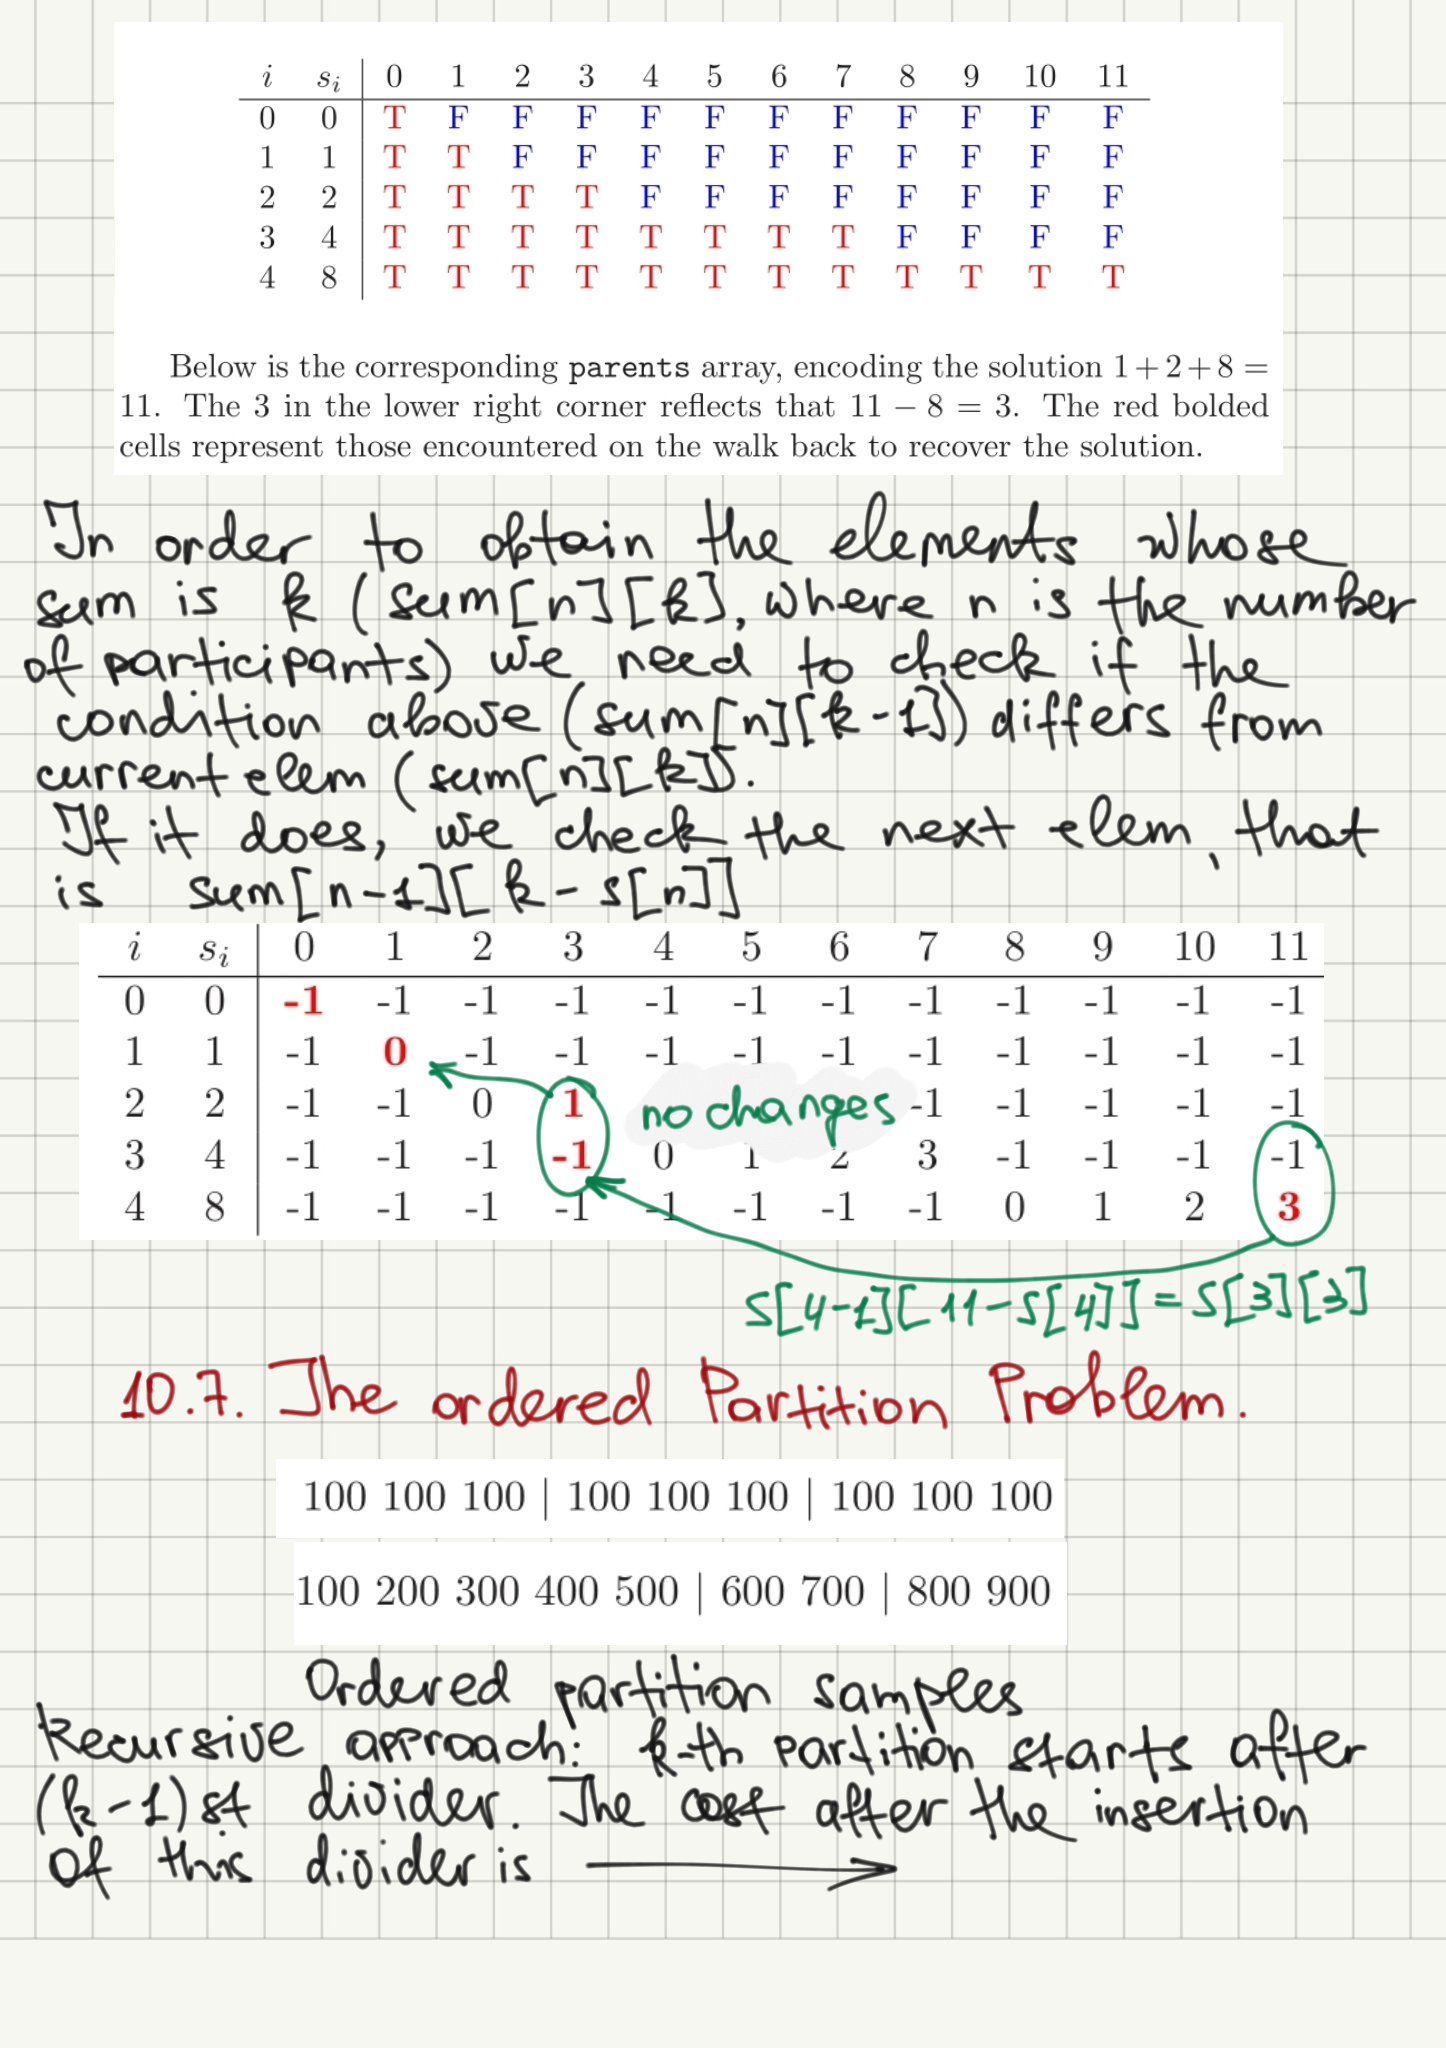 i s_i 0 1 2 3 4 5 6 7 8 9 10 11
0 0 T F F F F F F F F F F F
1 1 T T F F F F F F F F F F
2 2 T T T T F F F F F F F F
3 4 T T T T T T T T F F F F
4 8 T T T T T T T T T T T T
Below is the corresponding parents array, encoding the solution 1 + 2 + 8 =
11. The 3 in the lower right corner reflects that 11 − 8 = 3. The red bolded
cells represent those encountered on the walk back to recover the solution.
In order to obtain the elements whose
sum is k (sum[n][k], where n is the number
of participants) we need to check if the
condition above (sum[n][k-1]) differs from
current elem (sum[n][k]).
If it does, we check the next elem, that
is sum[n-1][k-s[n]]
i s_i 0 1 2 3 4 5 6 7 8 9 10 11
0 0 -1 -1 -1 -1 -1 -1 -1 -1 -1 -1 -1 -1
1 1 -1 0 -1 -1 -1 -1 -1 -1 -1 -1 -1 -1
2 2 -1 -1 0 1 no changes -1 -1 -1 -1 -1
3 4 -1 -1 -1 -1 0 1 2 3 -1 -1 -1 -1
4 8 -1 -1 -1 -1 -1 -1 -1 -1 0 1 2 3
s[4-1][11-s[4]] = s[3][3]
10.7. The ordered Partition Problem.
100 100 100 | 100 100 100 | 100 100 100
100 200 300 400 500 | 600 700 | 800 900
Ordered partition samples
Recursive approach: k-th partition starts after
(k-1)st divider. The cost after the insertion
of this divider is →